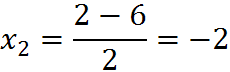 x₂ = (2 − 6)/2 = −2